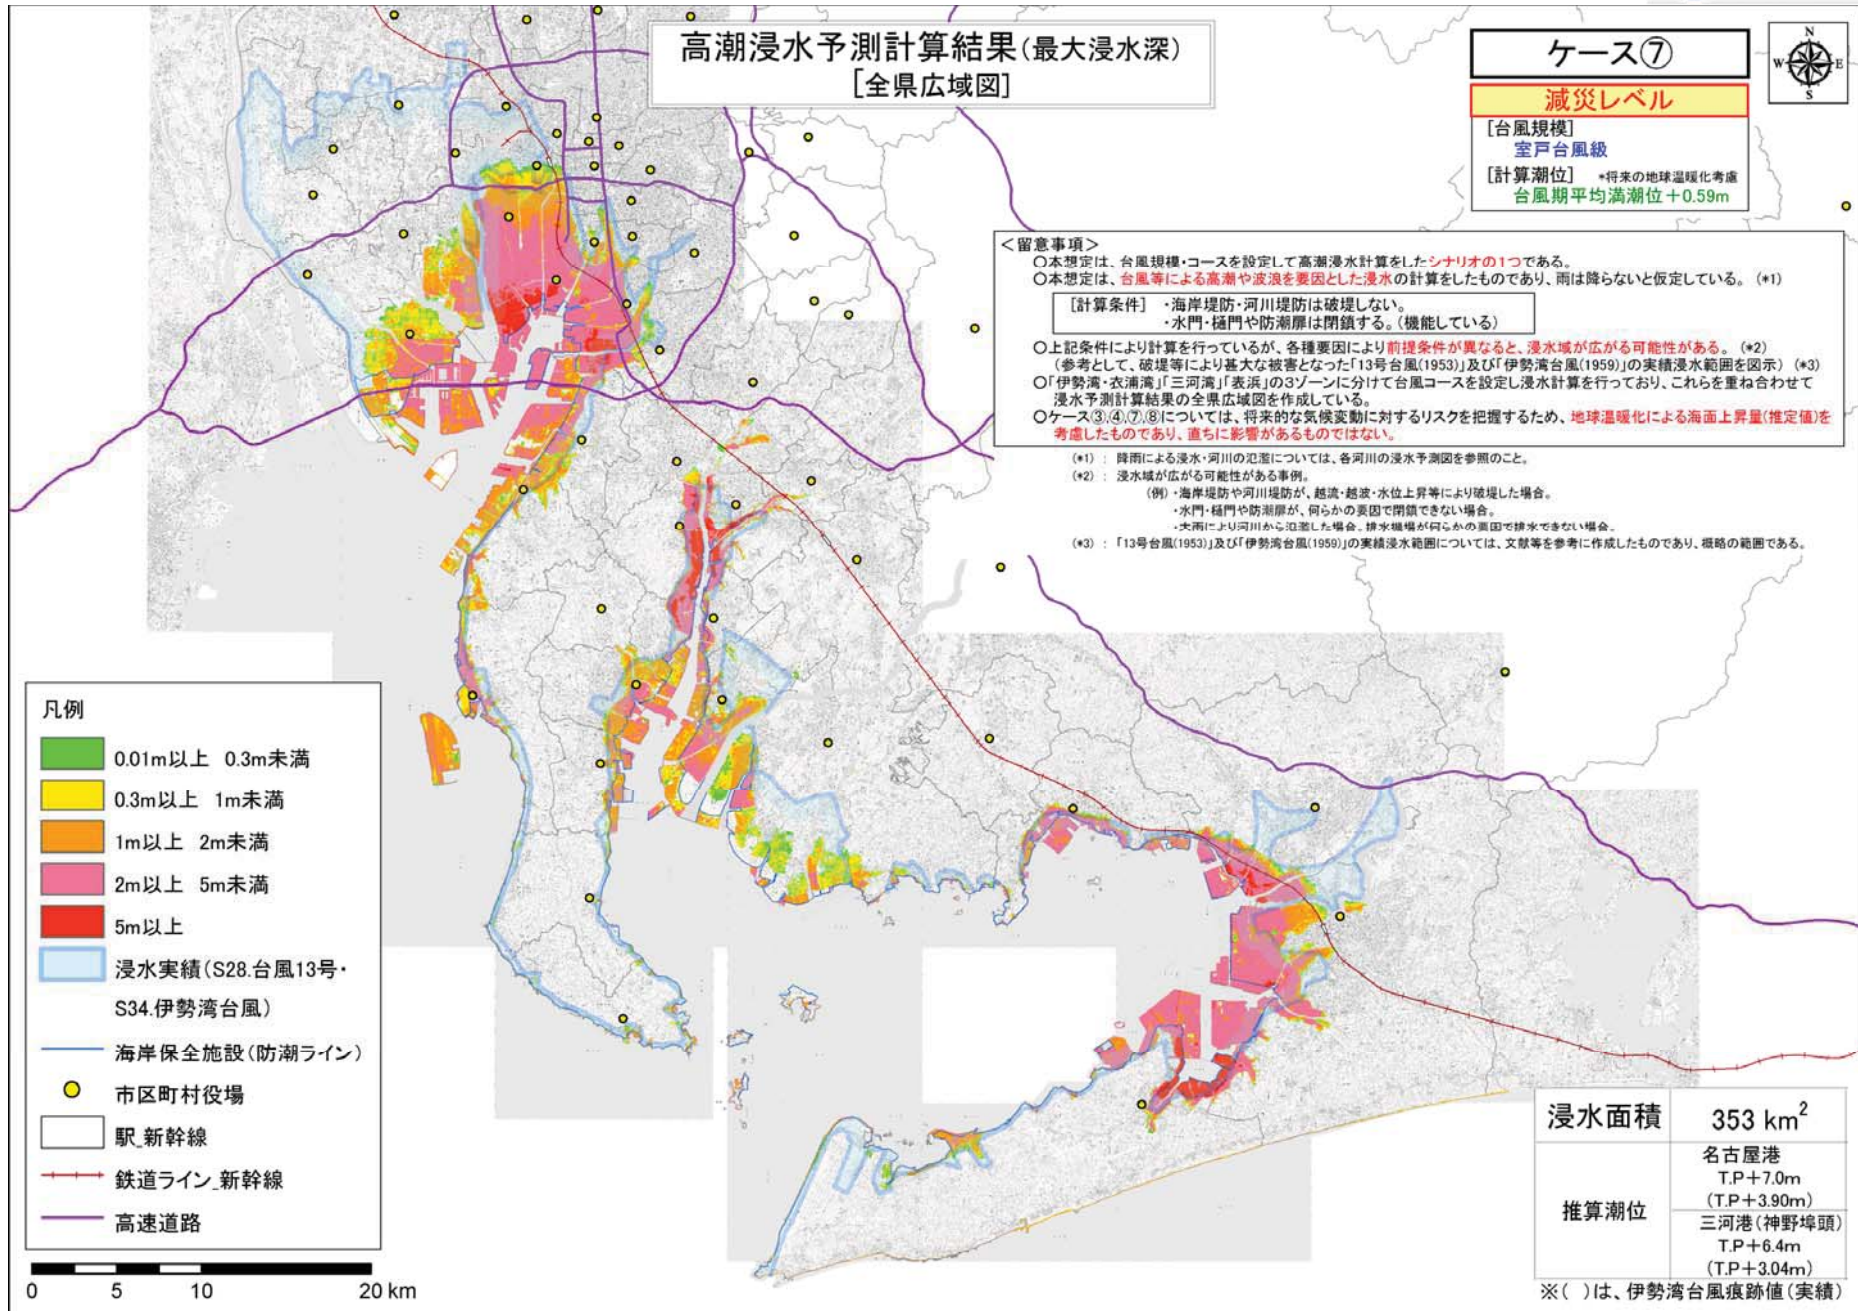 高潮浸水予測計算結果(最大浸水深)
[全県広域図]
ケース⑦
減災レベル
[台風規模]
室戸台風級
[計算潮位] *将来の地球温暖化考慮
台風期平均満潮位+0.59m
N
W E
S
<留意事項>
○本想定は、台風規模・コースを設定して高潮浸水計算をしたシナリオの1つである。
○本想定は、台風等による高潮や波浪を要因とした浸水の計算をしたものであり、雨は降らないと仮定している。 (*1)
[計算条件] ・海岸堤防・河川堤防は破堤しない。
・水門・樋門や防潮扉は閉鎖する。(機能している)
○上記条件により計算を行っているが、各種要因により前提条件が異なると、浸水域が広がる可能性がある。 (*2)
(参考として、破堤等により甚大な被害となった「13号台風(1953)」及び「伊勢湾台風(1959)」の実績浸水範囲を図示) (*3)
○「伊勢湾・衣浦湾」「三河湾」「表浜」の3ゾーンに分けて台風コースを設定し浸水計算を行っており、これらを重ね合わせて
浸水予測計算結果の全県広域図を作成している。
○ケース③,④,⑦,⑧については、将来的な気候変動に対するリスクを把握するため、地球温暖化による海面上昇量(推定値)を
考慮したものであり、直ちに影響があるものではない。
(*1) : 降雨による浸水・河川の氾濫については、各河川の浸水予測図を参照のこと。
(*2) : 浸水域が広がる可能性がある事例。
(例)・海岸堤防や河川堤防が、越流・越波・水位上昇等により破堤した場合。
・水門・樋門や防潮扉が、何らかの要因で閉鎖できない場合。
・大雨により河川から氾濫した場合、排水機場が何らかの要因で排水できない場合。
(*3) : 「13号台風(1953)」及び「伊勢湾台風(1959)」の実績浸水範囲については、文献等を参考に作成したものであり、概略の範囲である。
凡例
0.01m以上 0.3m未満
0.3m以上 1m未満
1m以上 2m未満
2m以上 5m未満
5m以上
浸水実績(S28.台風13号・
S34.伊勢湾台風)
海岸保全施設(防潮ライン)
市区町村役場
駅_新幹線
鉄道ライン_新幹線
高速道路
0 5 10 20 km
浸水面積 353 km²
推算潮位
名古屋港
T.P+7.0m
(T.P+3.90m)
三河港(神野埠頭)
T.P+6.4m
(T.P+3.04m)
※( )は、伊勢湾台風痕跡値(実績)